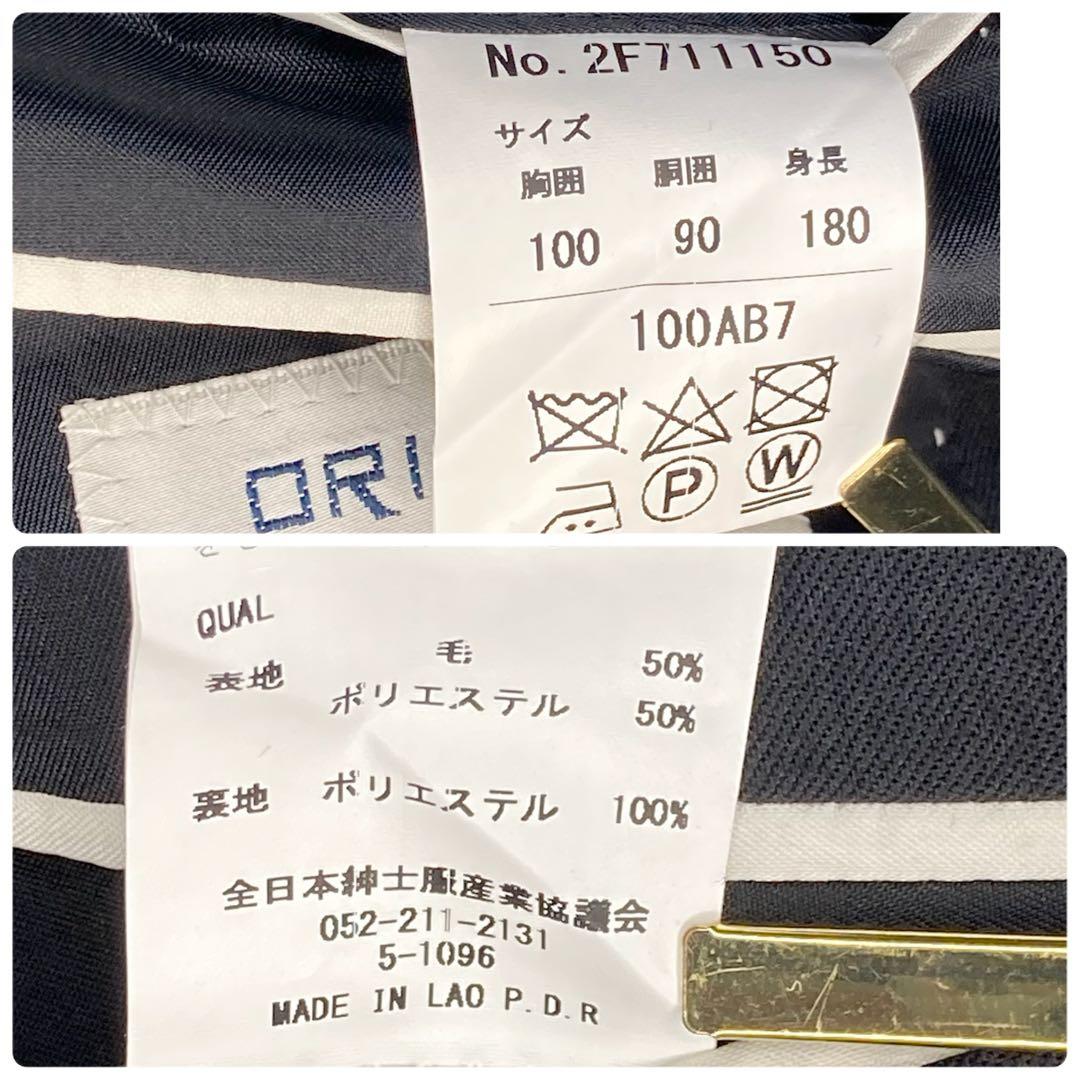 No. 2F711150
サイズ
胸囲 胴囲 身長
100 90 180
100AB7
P W
ORI
QUAL
表地 毛 50%
ポリエステル 50%
裏地 ポリエステル 100%
全日本紳士服産業協議会
052-211-2131
5-1096
MADE IN LAO P.D.R